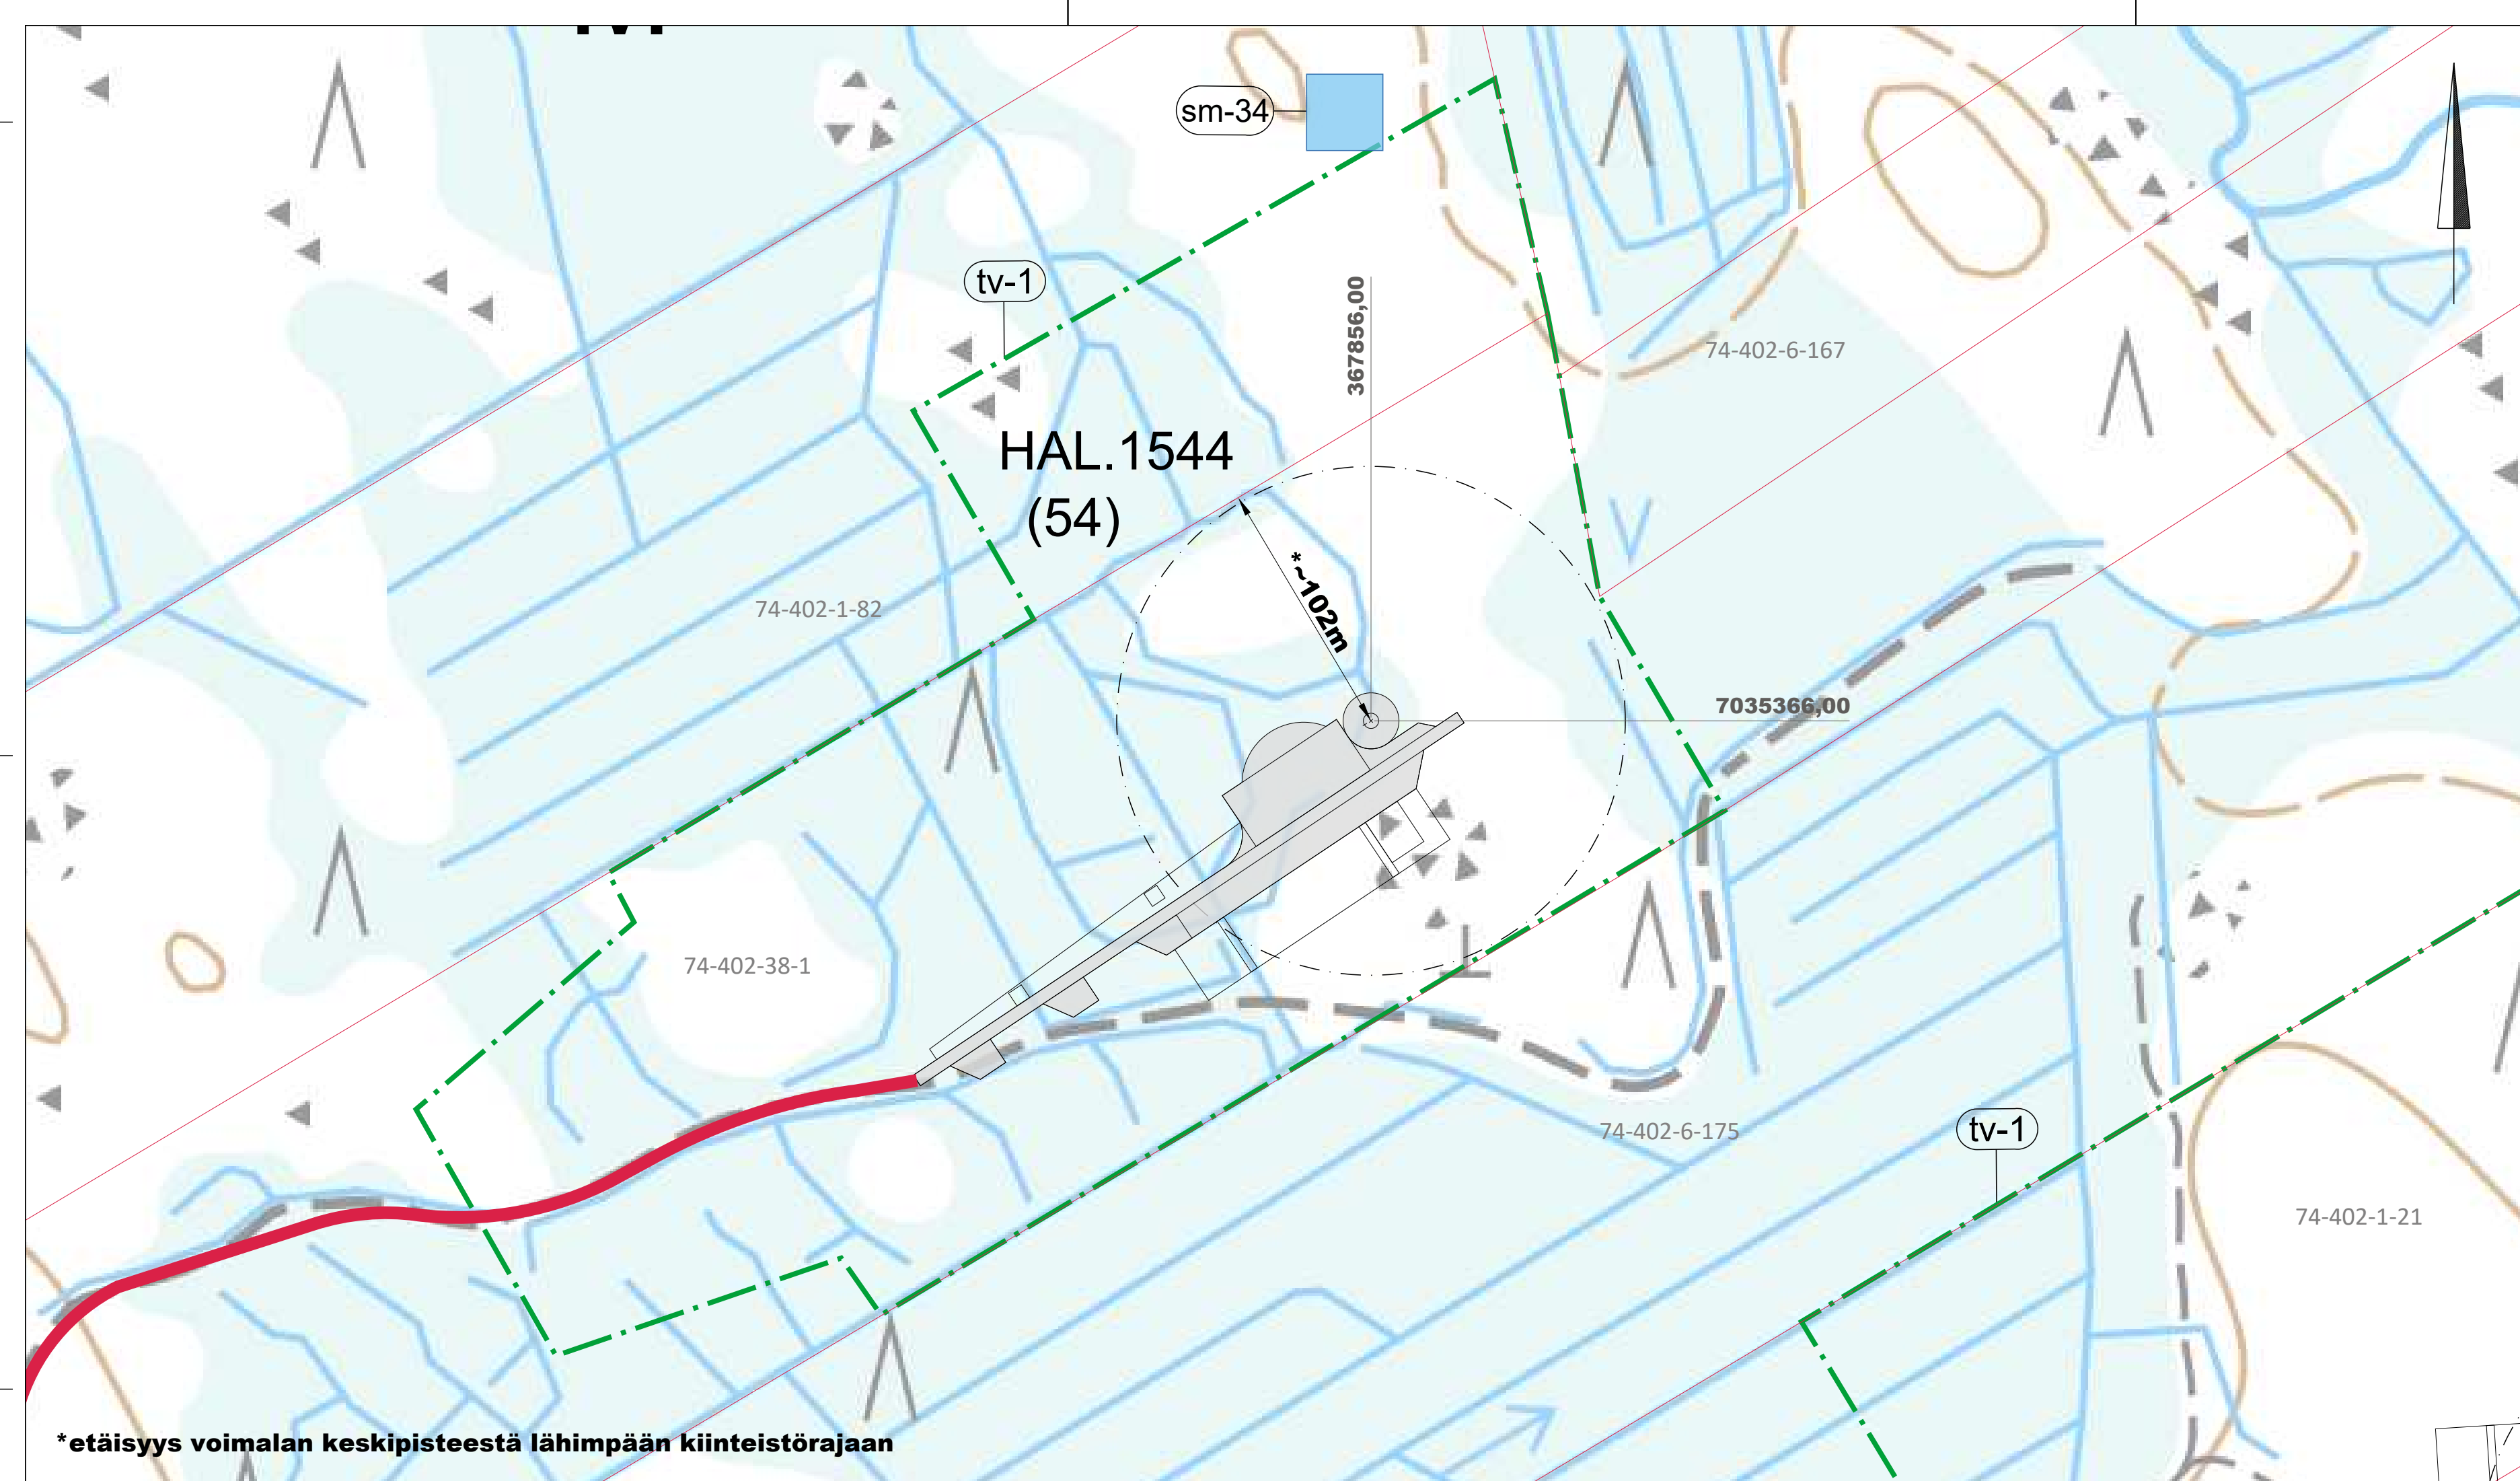 sm-34
tv-1
367856,00
74-402-6-167
HAL.1544
(54)
*~102m
74-402-1-82
7035366,00
74-402-38-1
74-402-6-175
tv-1
74-402-1-21
*etäisyys voimalan keskipisteestä lähimpään kiinteistörajaan